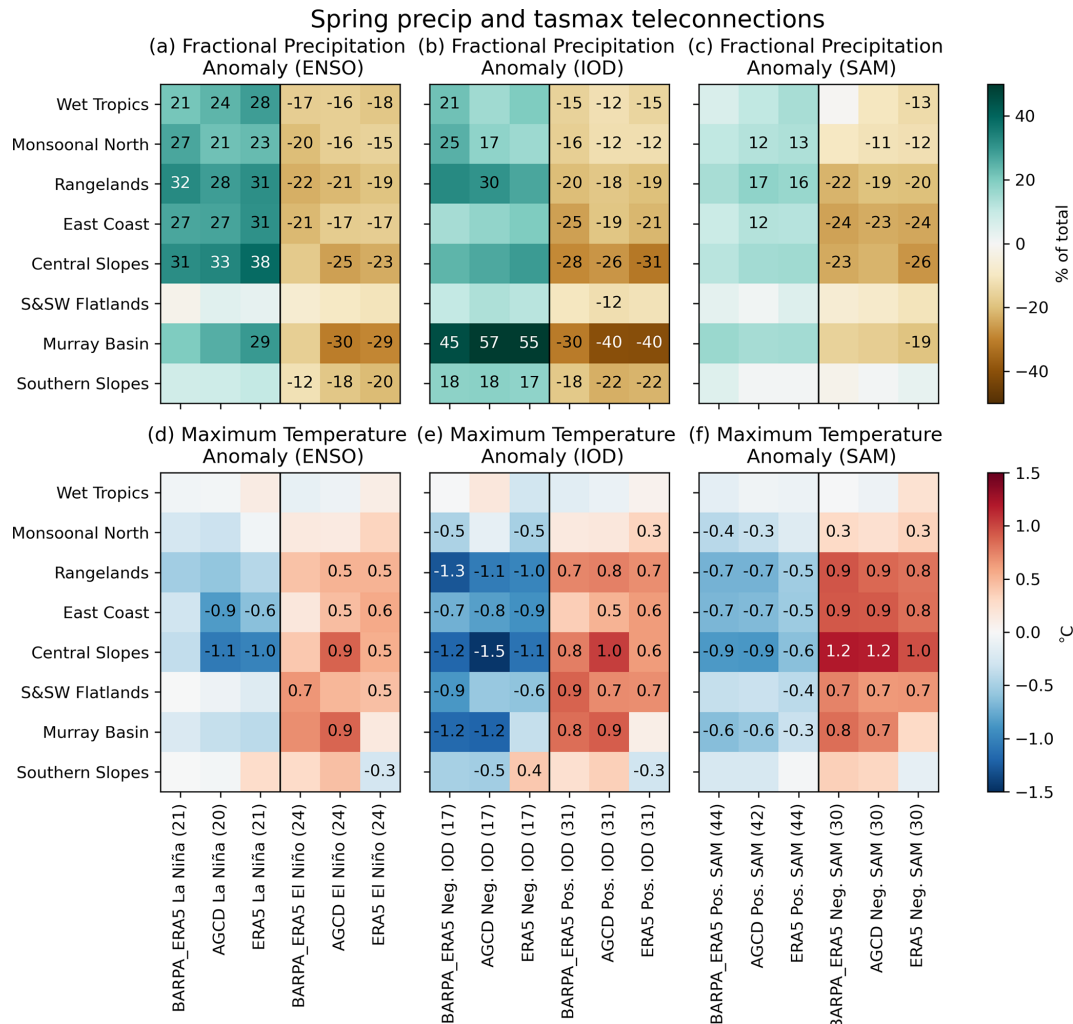 Spring precip and tasmax teleconnections
(a) Fractional Precipitation
Anomaly (ENSO)
(b) Fractional Precipitation
Anomaly (IOD)
(c) Fractional Precipitation
Anomaly (SAM)
Wet Tropics 21 24 28 -17 -16 -18 21 -15 -12 -15 -13
Monsoonal North 27 21 23 -20 -16 -15 25 17 -16 -12 -12 12 13 -11 -12
Rangelands 32 28 31 -22 -21 -19 30 -20 -18 -19 17 16 -22 -19 -20
East Coast 27 27 31 -21 -17 -17 -25 -19 -21 12 -24 -23 -24
Central Slopes 31 33 38 -25 -23 -28 -26 -31 -23 -26
S&SW Flatlands -12
Murray Basin 29 -30 -29 45 57 55 -30 -40 -40 -19
Southern Slopes -12 -18 -20 18 18 17 -18 -22 -22
40
20
0
−20
−40
% of total
(d) Maximum Temperature
Anomaly (ENSO)
(e) Maximum Temperature
Anomaly (IOD)
(f) Maximum Temperature
Anomaly (SAM)
Wet Tropics
Monsoonal North -0.5 -0.5 0.3 -0.4 -0.3 0.3 0.3
Rangelands 0.5 0.5 -1.3 -1.1 -1.0 0.7 0.8 0.7 -0.7 -0.7 -0.5 0.9 0.9 0.8
East Coast -0.9 -0.6 0.5 0.6 -0.7 -0.8 -0.9 0.5 0.6 -0.7 -0.7 -0.5 0.9 0.9 0.8
Central Slopes -1.1 -1.0 0.9 0.5 -1.2 -1.5 -1.1 0.8 1.0 0.6 -0.9 -0.9 -0.6 1.2 1.2 1.0
S&SW Flatlands 0.7 0.5 -0.9 -0.6 0.9 0.7 0.7 -0.4 0.7 0.7 0.7
Murray Basin 0.9 -1.2 -1.2 0.8 0.9 -0.6 -0.6 -0.3 0.8 0.7
Southern Slopes -0.3 -0.5 0.4 -0.3
1.5
1.0
0.5
0.0
−0.5
−1.0
−1.5
°C
BARPA_ERA5 La Niña (21)
AGCD La Niña (20)
ERA5 La Niña (21)
BARPA_ERA5 El Niño (24)
AGCD El Niño (24)
ERA5 El Niño (24)
BARPA_ERA5 Neg. IOD (17)
AGCD Neg. IOD (17)
ERA5 Neg. IOD (17)
BARPA_ERA5 Pos. IOD (31)
AGCD Pos. IOD (31)
ERA5 Pos. IOD (31)
BARPA_ERA5 Pos. SAM (44)
AGCD Pos. SAM (42)
ERA5 Pos. SAM (44)
BARPA_ERA5 Neg. SAM (30)
AGCD Neg. SAM (30)
ERA5 Neg. SAM (30)